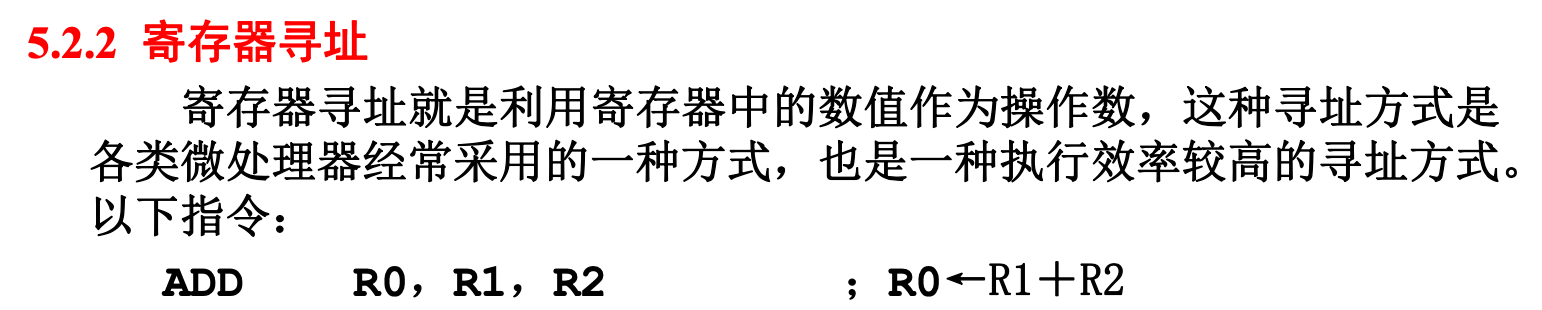 5.2.2 寄存器寻址
寄存器寻址就是利用寄存器中的数值作为操作数，这种寻址方式是
各类微处理器经常采用的一种方式，也是一种执行效率较高的寻址方式。
以下指令：
ADD R0，R1，R2 ；R0←R1＋R2